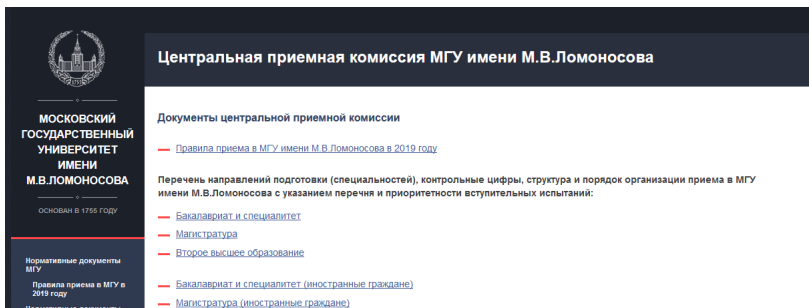 Центральная приемная комиссия МГУ имени М.В.Ломоносова
МОСКОВСКИЙ
ГОСУДАРСТВЕННЫЙ
УНИВЕРСИТЕТ
ИМЕНИ
М.В.ЛОМОНОСОВА
ОСНОВАН В 1755 ГОДУ
Нормативные документы
МГУ
Правила приема в МГУ в
2019 году
Нормативные документы
Документы центральной приемной комиссии
Правила приема в МГУ имени М.В.Ломоносова в 2019 году
Перечень направлений подготовки (специальностей), контрольные цифры, структура и порядок организации приема в МГУ
имени М.В.Ломоносова с указанием перечня и приоритетности вступительных испытаний:
Бакалавриат и специалитет
Магистратура
Второе высшее образование
Бакалавриат и специалитет (иностранные граждане)
Магистратура (иностранные граждане)